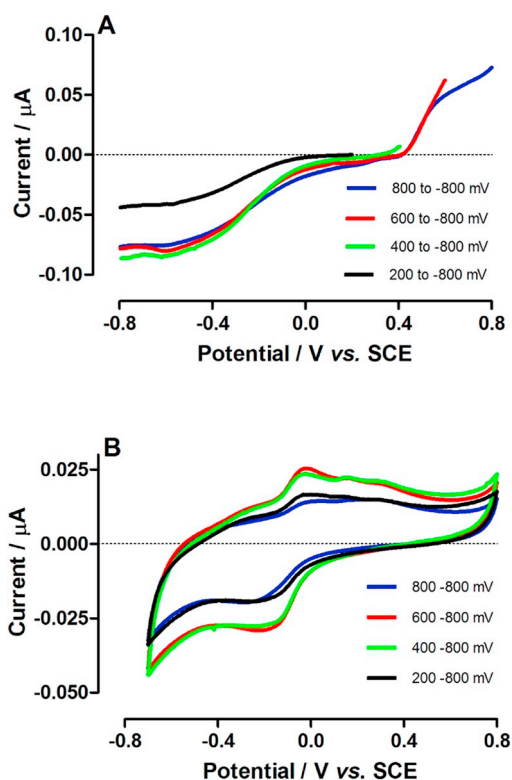 A
0.10
0.05
0.00
-0.05
-0.10
Current / μA
800 to -800 mV
600 to -800 mV
400 to -800 mV
200 to -800 mV
-0.8 -0.4 0.0 0.4 0.8
Potential / V vs. SCE
B
0.025
0.000
-0.025
-0.050
Current / μA
800 -800 mV
600 -800 mV
400 -800 mV
200 -800 mV
-0.8 -0.4 0.0 0.4 0.8
Potential / V vs. SCE